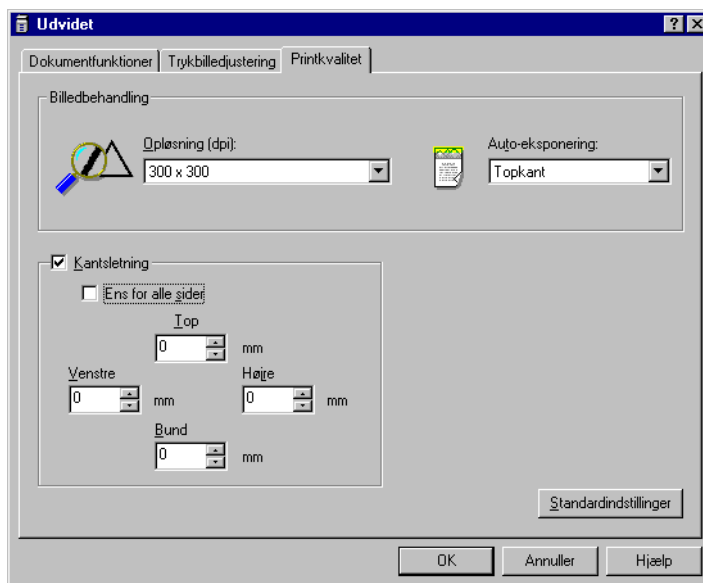 Udvidet
Dokumentfunktioner Trykbilledjustering Printkvalitet
Billedbehandling
Opløsning (dpi): Auto-eksponering:
300 x 300 Topkant
Kantsletning
Ens for alle sider
Top
0 mm
Venstre Højre
0 mm 0 mm
Bund
0 mm
Standardindstillinger
OK Annuller Hjælp